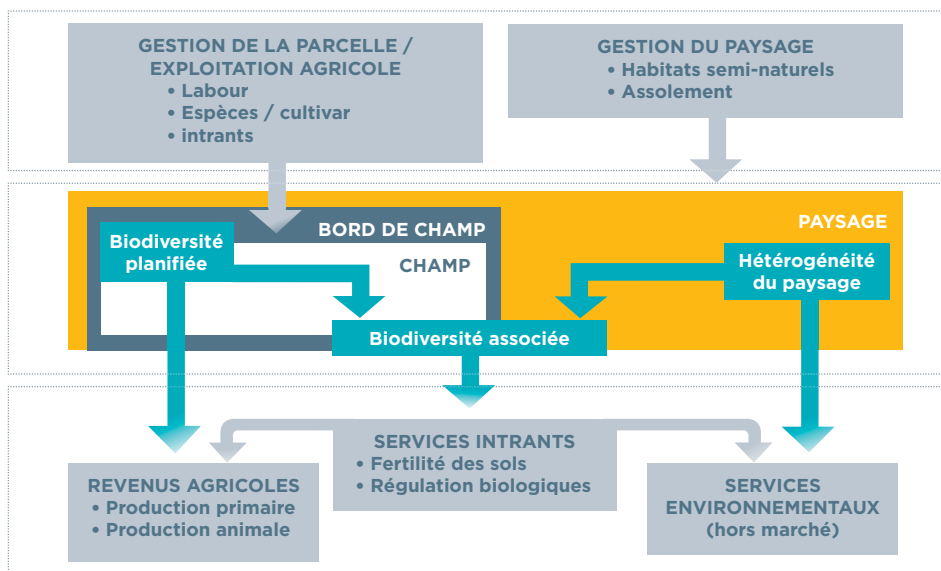 GESTION DE LA PARCELLE /
EXPLOITATION AGRICOLE
• Labour
• Espèces / cultivar
• intrants
GESTION DU PAYSAGE
• Habitats semi-naturels
• Assolement
PAYSAGE
BORD DE CHAMP
CHAMP
Biodiversité
planifiée
Hétérogénéité
du paysage
Biodiversité associée
SERVICES INTRANTS
• Fertilité des sols
• Régulation biologiques
REVENUS AGRICOLES
• Production primaire
• Production animale
SERVICES
ENVIRONNEMENTAUX
(hors marché)